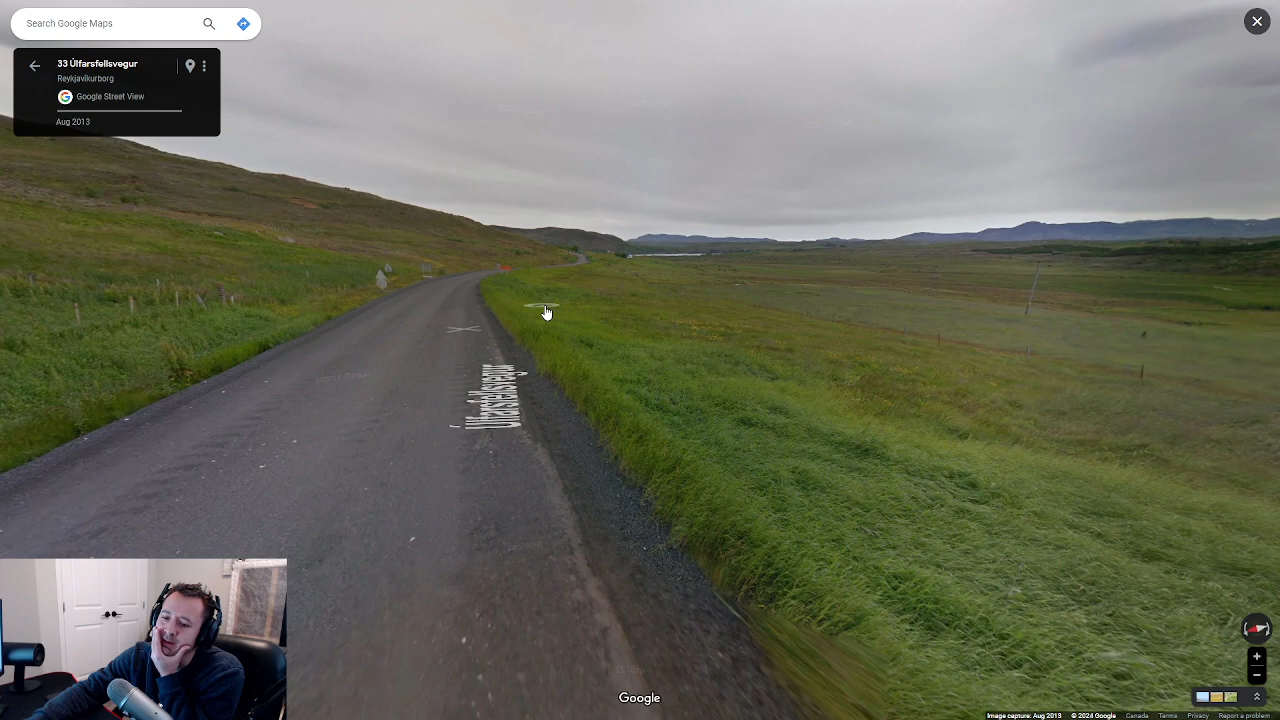 Search Google Maps
33 Úlfarsfellsvegur
Reykjavíkurborg
Google Street View
Aug 2013
Úlfarsfellsvegur
Google
Image capture: Aug 2013 © 2024 Google Canada Terms Privacy Report a problem